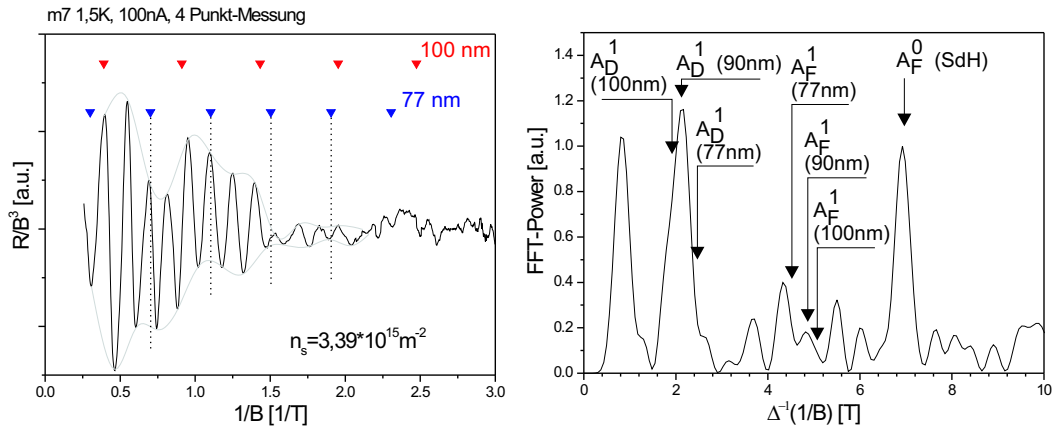 m7 1,5K, 100nA, 4 Punkt-Messung
100 nm
77 nm
R/B³ [a.u.]
nₛ=3,39*10¹⁵m⁻²
0.0 0.5 1.0 1.5 2.0 2.5 3.0
1/B [1/T]
1.4
1.2
1.0
0.8
0.6
0.4
0.2
0.0
FFT-Power [a.u.]
A_D^1
(100nm)
A_D^1 (90nm)
A_D^1
(77nm)
A_F^1
(77nm)
A_F^1
(90nm)
A_F^1
(100nm)
A_F^0 (SdH)
0 2 4 6 8 10
Δ⁻¹(1/B) [T]